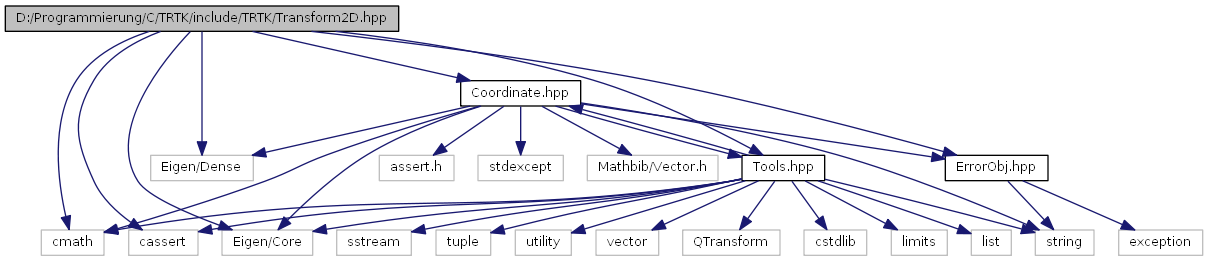 D:/Programmierung/C/TRTK/include/TRTK/Transform2D.hpp
Coordinate.hpp
Eigen/Dense
assert.h
stdexcept
Mathbib/Vector.h
Tools.hpp
ErrorObj.hpp
cmath
cassert
Eigen/Core
sstream
tuple
utility
vector
QTransform
cstdlib
limits
list
string
exception